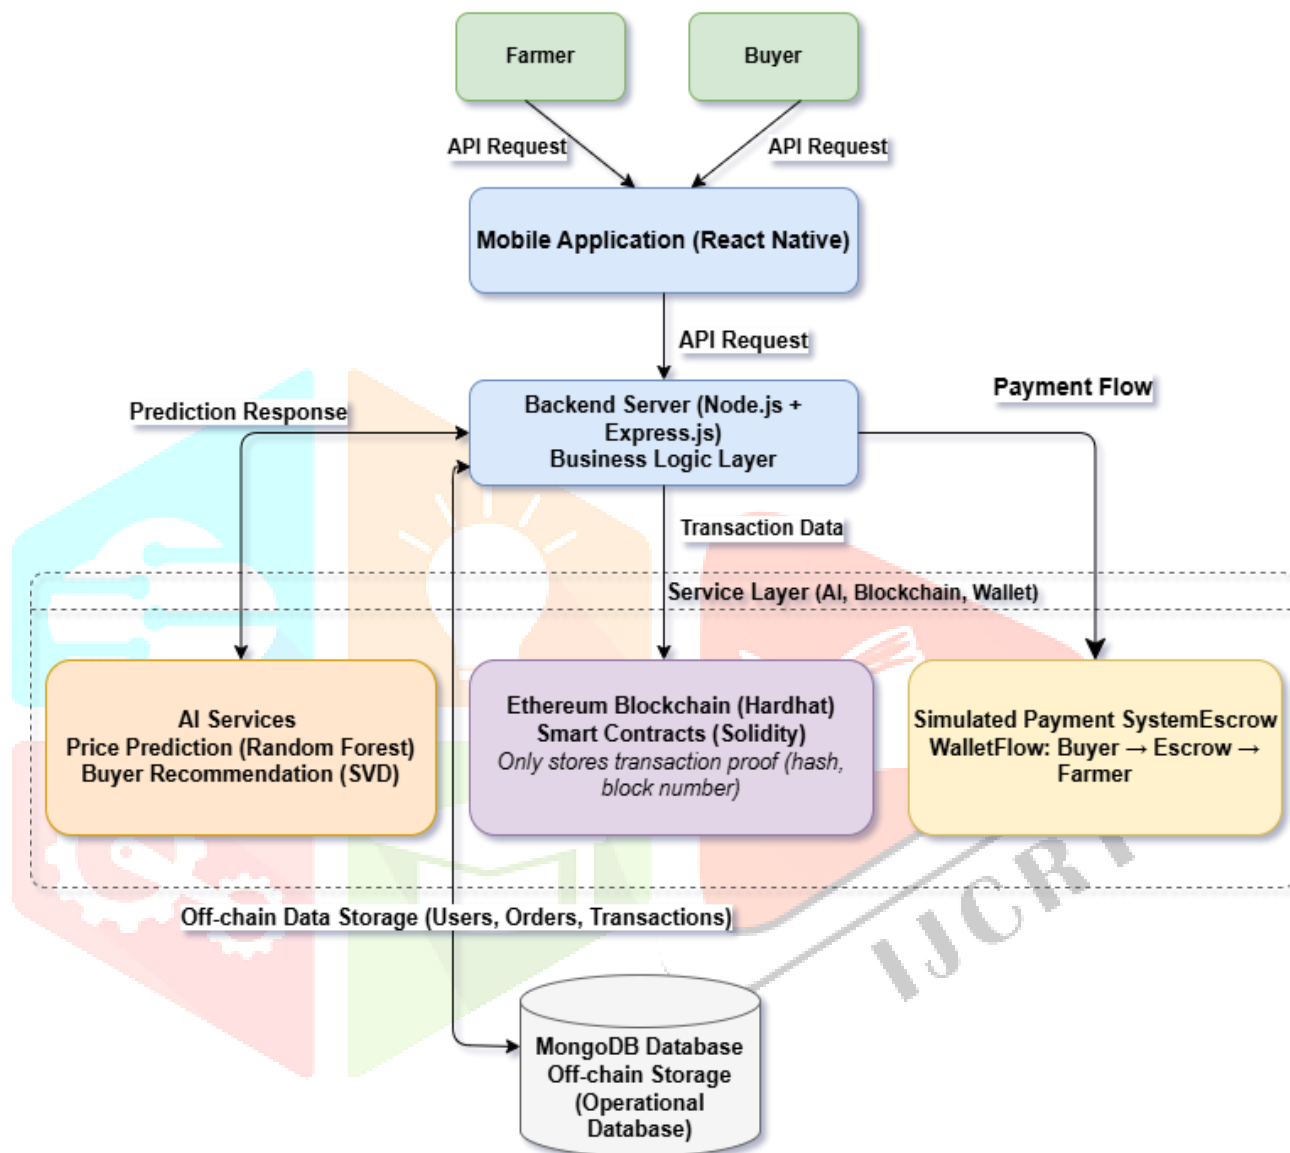 Farmer
Buyer
API Request
API Request
Mobile Application (React Native)
API Request
Prediction Response
Backend Server (Node.js +
Express.js)
Business Logic Layer
Payment Flow
Transaction Data
Service Layer (AI, Blockchain, Wallet)
AI Services
Price Prediction (Random Forest)
Buyer Recommendation (SVD)
Ethereum Blockchain (Hardhat)
Smart Contracts (Solidity)
Only stores transaction proof (hash,
block number)
Simulated Payment SystemEscrow
WalletFlow: Buyer → Escrow →
Farmer
Off-chain Data Storage (Users, Orders, Transactions)
IJCRT
MongoDB Database
Off-chain Storage
(Operational
Database)